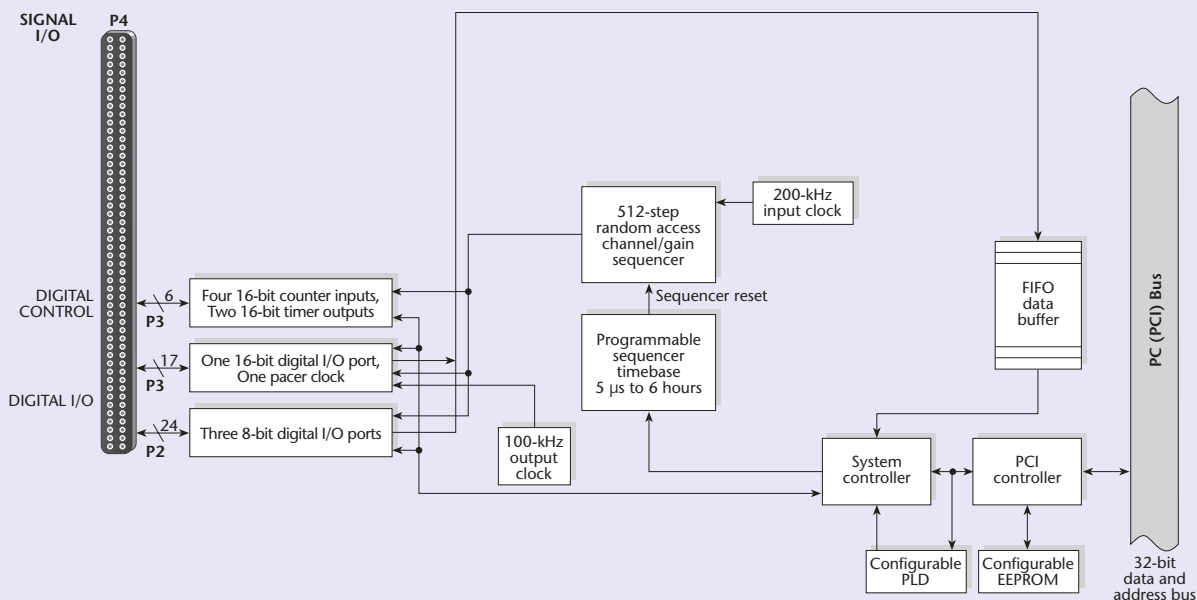 SIGNAL
I/O
P4
200-kHz
input clock
512-step
random access
channel/gain
sequencer
FIFO
data
buffer
PC (PCI) Bus
DIGITAL
CONTROL
6
P3
Four 16-bit counter inputs,
Two 16-bit timer outputs
Sequencer reset
Programmable
sequencer
timebase
5 µs to 6 hours
17
P3
One 16-bit digital I/O port,
One pacer clock
DIGITAL I/O
24
P2
Three 8-bit digital I/O ports
100-kHz
output
clock
System
controller
PCI
controller
Configurable
PLD
Configurable
EEPROM
32-bit
data and
address bus